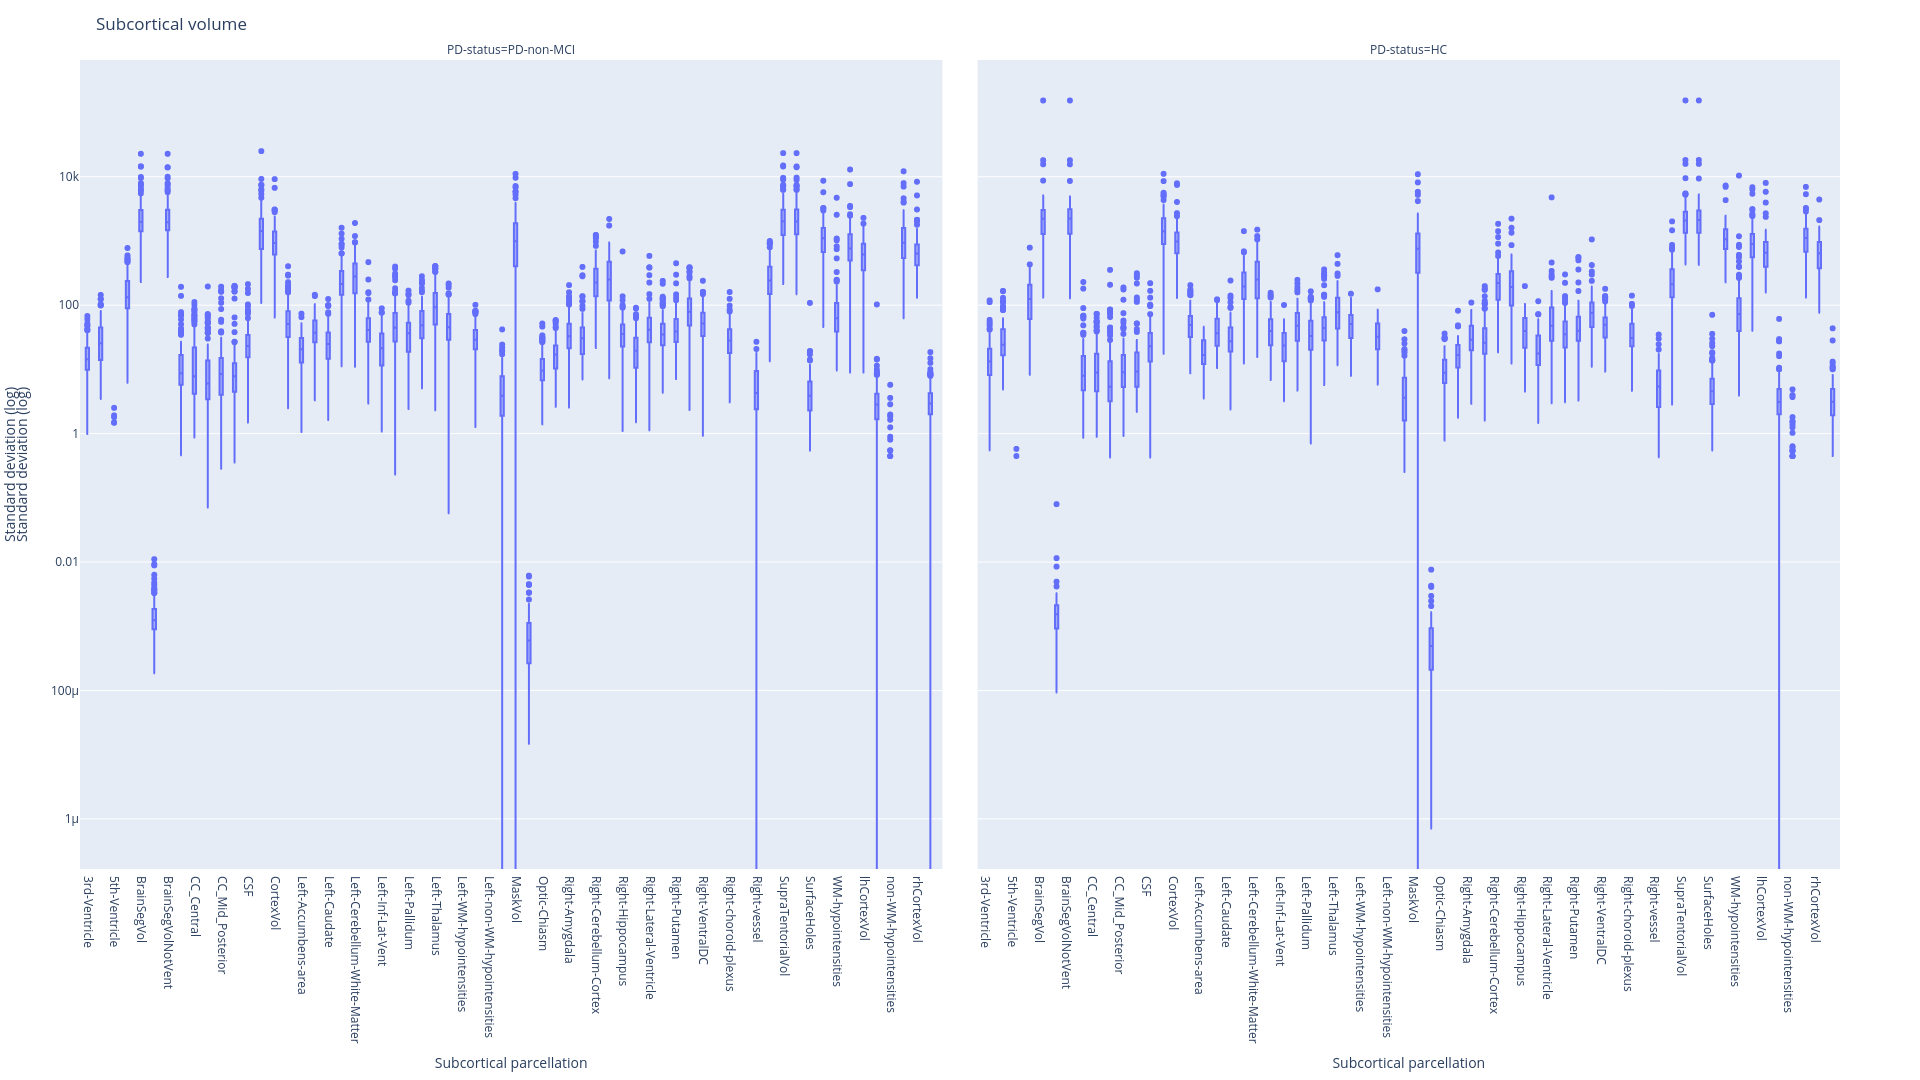 Subcortical volume
PD-status=PD-non-MCI
PD-status=HC
Standard deviation (log)
Standard deviation (log)
10k
100
1
0.01
100μ
1μ
3rd-Ventricle
5th-Ventricle
BrainSegVol
BrainSegVolNotVent
CC_Central
CC_Mid_Posterior
CSF
CortexVol
Left-Accumbens-area
Left-Caudate
Left-Cerebellum-White-Matter
Left-Inf-Lat-Vent
Left-Pallidum
Left-Thalamus
Left-WM-hypointensities
Left-non-WM-hypointensities
MaskVol
Optic-Chiasm
Right-Amygdala
Right-Cerebellum-Cortex
Right-Hippocampus
Right-Lateral-Ventricle
Right-Putamen
Right-VentralDC
Right-choroid-plexus
Right-vessel
SupraTentorialVol
SurfaceHoles
WM-hypointensities
lhCortexVol
non-WM-hypointensities
rhCortexVol
3rd-Ventricle
5th-Ventricle
BrainSegVol
BrainSegVolNotVent
CC_Central
CC_Mid_Posterior
CSF
CortexVol
Left-Accumbens-area
Left-Caudate
Left-Cerebellum-White-Matter
Left-Inf-Lat-Vent
Left-Pallidum
Left-Thalamus
Left-WM-hypointensities
Left-non-WM-hypointensities
MaskVol
Optic-Chiasm
Right-Amygdala
Right-Cerebellum-Cortex
Right-Hippocampus
Right-Lateral-Ventricle
Right-Putamen
Right-VentralDC
Right-choroid-plexus
Right-vessel
SupraTentorialVol
SurfaceHoles
WM-hypointensities
lhCortexVol
non-WM-hypointensities
rhCortexVol
Subcortical parcellation
Subcortical parcellation